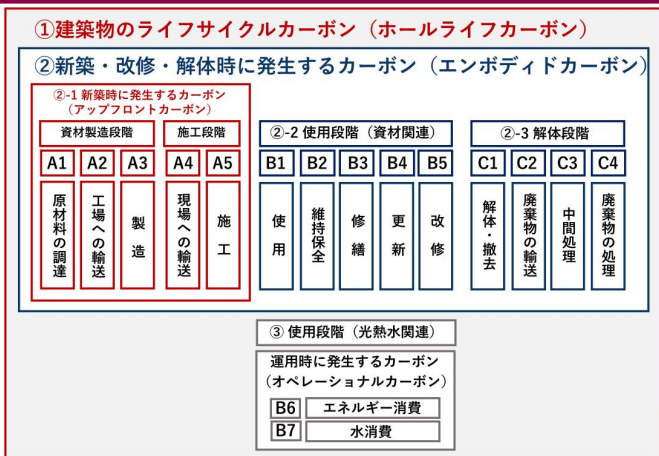 ①建築物のライフサイクルカーボン（ホールライフカーボン）
②新築・改修・解体時に発生するカーボン（エンボディドカーボン）
②-1 新築時に発生するカーボン
（アップフロントカーボン）
資材製造段階
施工段階
A1
A2
A3
A4
A5
原材料の調達
工場への輸送
製造
現場への輸送
施工
②-2 使用段階（資材関連）
B1
B2
B3
B4
B5
使用
維持保全
修繕
更新
改修
②-3 解体段階
C1
C2
C3
C4
解体・撤去
廃棄物の輸送
中間処理
廃棄物の処理
③ 使用段階（光熱水関連）
運用時に発生するカーボン
（オペレーショナルカーボン）
B6 エネルギー消費
B7 水消費